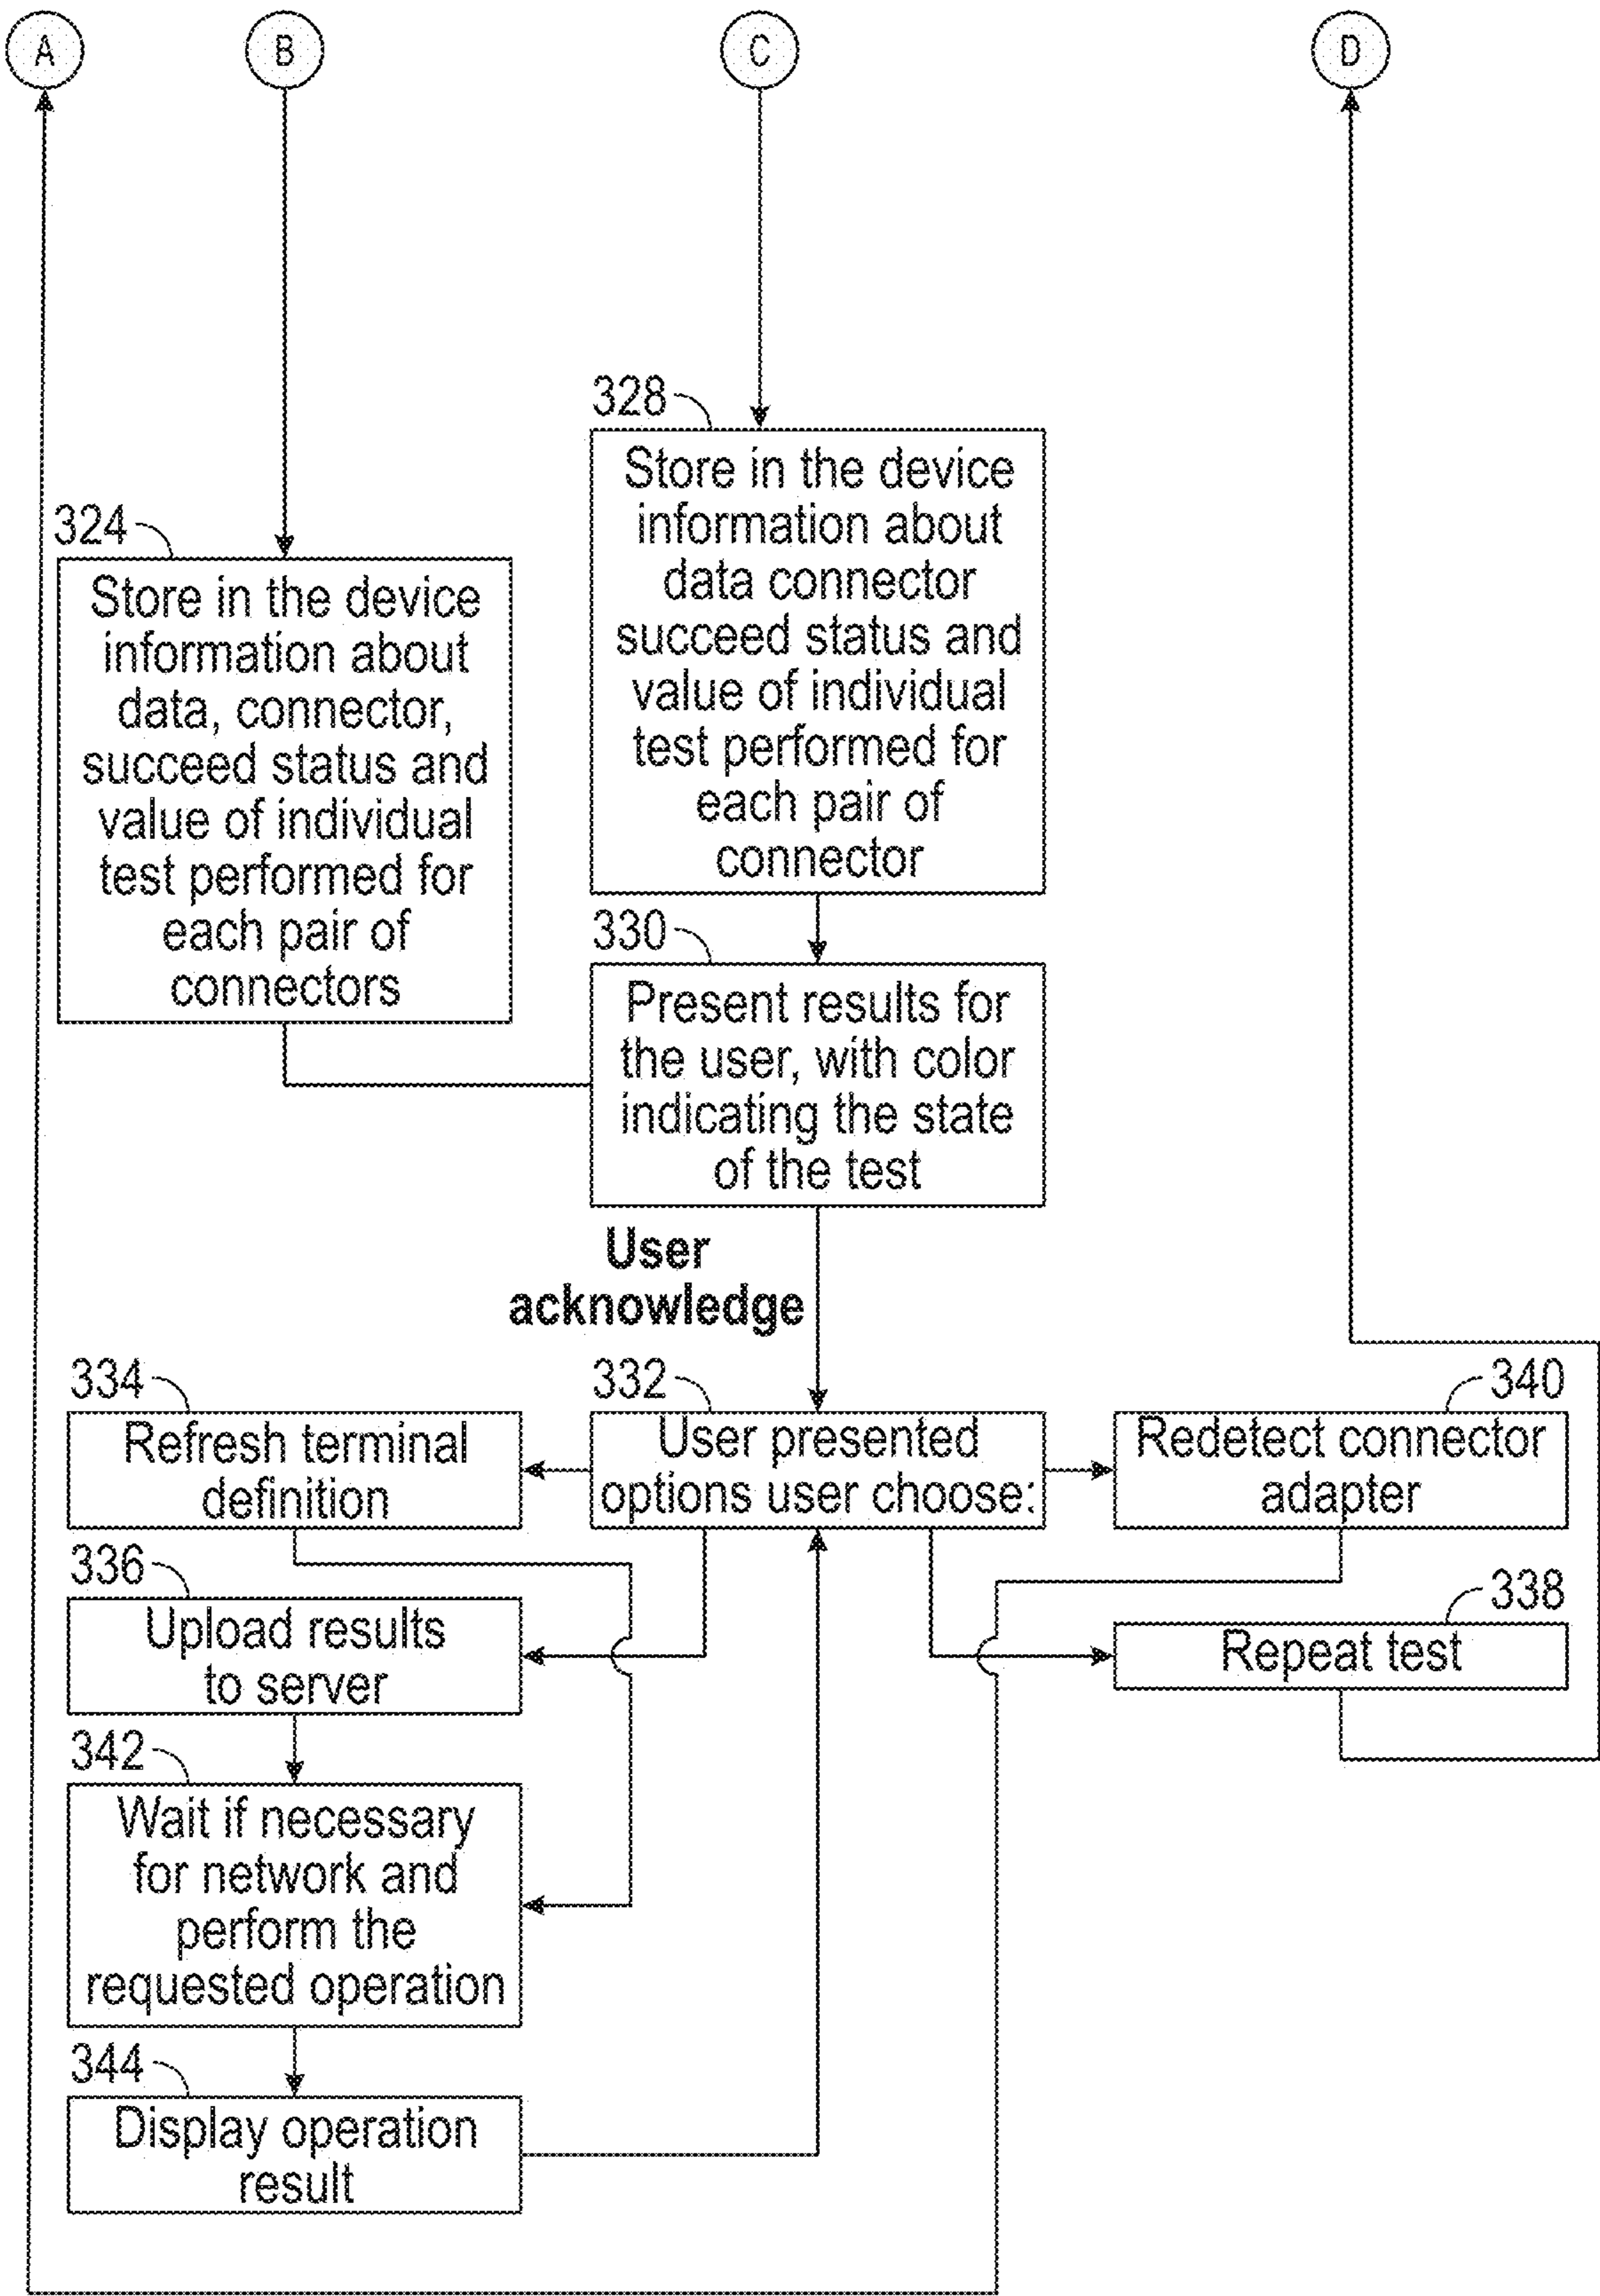 A
B
C
D
328
Store in the device
information about
data connector
succeed status and
value of individual
test performed for
each pair of
connector
324
Store in the device
information about
data, connector,
succeed status and
value of individual
test performed for
each pair of
connectors
330
Present results for
the user, with color
indicating the state
of the test
User
acknowledge
334
Refresh terminal
definition
332
User presented
options user choose:
340
Redetect connector
adapter
336
Upload results
to server
338
Repeat test
342
Wait if necessary
for network and
perform the
requested operation
344
Display operation
result